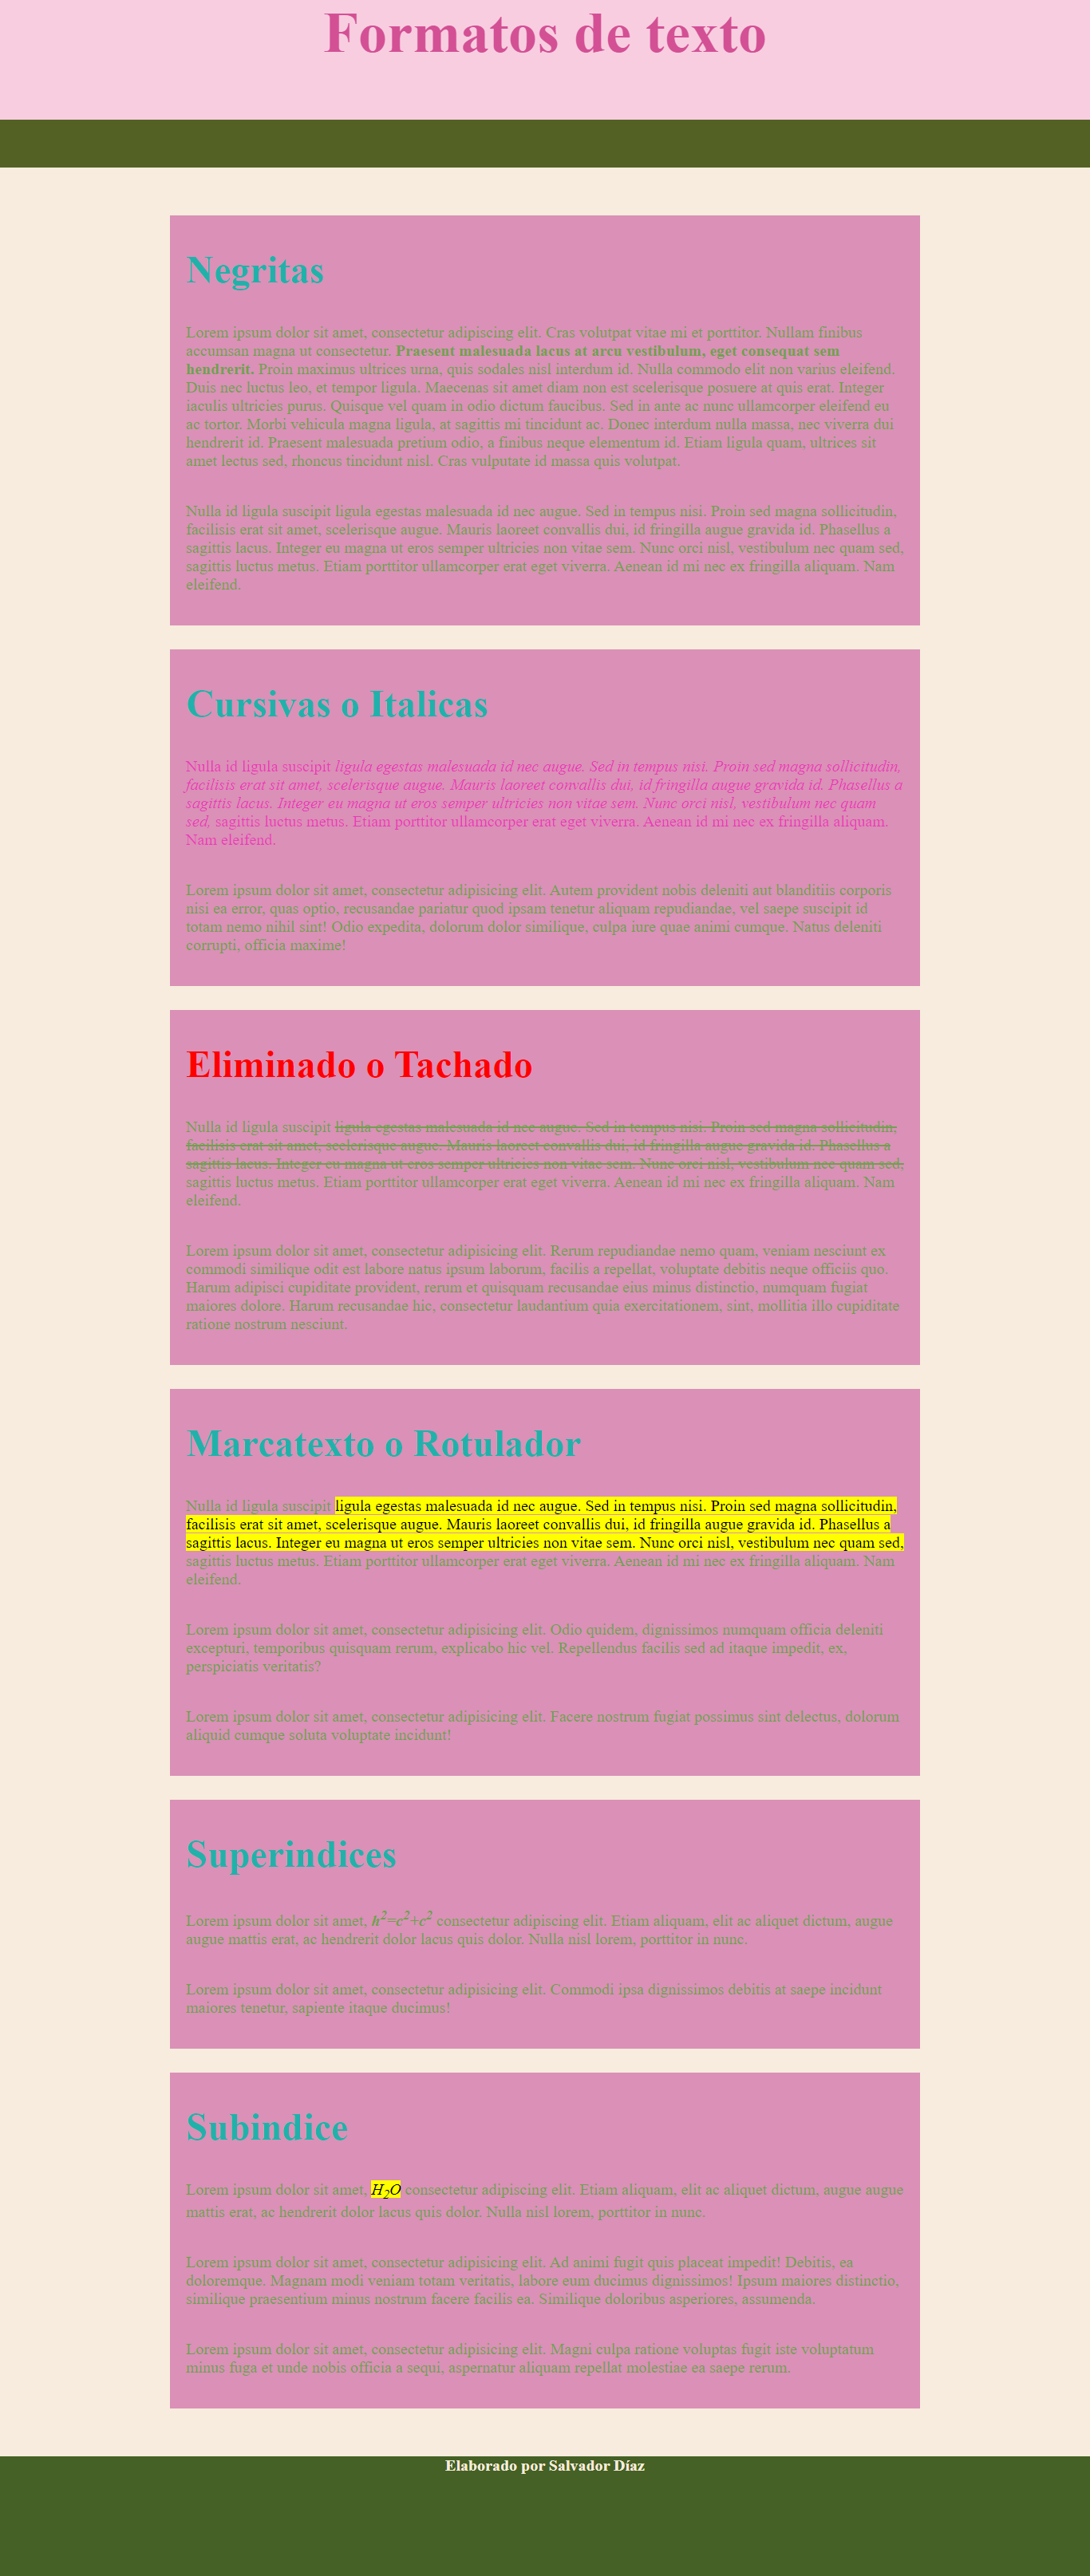 Formatos de texto
Negritas
Lorem ipsum dolor sit amet, consectetur adipiscing elit. Cras volutpat vitae mi et porttitor. Nullam finibus
accumsan magna ut consectetur. Praesent malesuada lacus at arcu vestibulum, eget consequat sem
hendrerit. Proin maximus ultrices urna, quis sodales nisl interdum id. Nulla commodo elit non varius eleifend.
Duis nec luctus leo, et tempor ligula. Maecenas sit amet diam non est scelerisque posuere at quis erat. Integer
iaculis ultricies purus. Quisque vel quam in odio dictum faucibus. Sed in ante ac nunc ullamcorper eleifend eu
ac tortor. Morbi vehicula magna ligula, at sagittis mi tincidunt ac. Donec interdum nulla massa, nec viverra dui
hendrerit id. Praesent malesuada pretium odio, a finibus neque elementum id. Etiam ligula quam, ultrices sit
amet lectus sed, rhoncus tincidunt nisl. Cras vulputate id massa quis volutpat.
Nulla id ligula suscipit ligula egestas malesuada id nec augue. Sed in tempus nisi. Proin sed magna sollicitudin,
facilisis erat sit amet, scelerisque augue. Mauris laoreet convallis dui, id fringilla augue gravida id. Phasellus a
sagittis lacus. Integer eu magna ut eros semper ultricies non vitae sem. Nunc orci nisl, vestibulum nec quam sed,
sagittis luctus metus. Etiam porttitor ullamcorper erat eget viverra. Aenean id mi nec ex fringilla aliquam. Nam
eleifend.
Cursivas o Italicas
Nulla id ligula suscipit ligula egestas malesuada id nec augue. Sed in tempus nisi. Proin sed magna sollicitudin,
facilisis erat sit amet, scelerisque augue. Mauris laoreet convallis dui, id fringilla augue gravida id. Phasellus a
sagittis lacus. Integer eu magna ut eros semper ultricies non vitae sem. Nunc orci nisl, vestibulum nec quam
sed, sagittis luctus metus. Etiam porttitor ullamcorper erat eget viverra. Aenean id mi nec ex fringilla aliquam.
Nam eleifend.
Lorem ipsum dolor sit amet, consectetur adipisicing elit. Autem provident nobis deleniti aut blanditiis corporis
nisi ea error, quas optio, recusandae pariatur quod ipsam tenetur aliquam repudiandae, vel saepe suscipit id
totam nemo nihil sint! Odio expedita, dolorum dolor similique, culpa iure quae animi cumque. Natus deleniti
corrupti, officia maxime!
Eliminado o Tachado
Nulla id ligula suscipit ligula egestas malesuada id nec augue. Sed in tempus nisi. Proin sed magna sollicitudin,
facilisis erat sit amet, scelerisque augue. Mauris laoreet convallis dui, id fringilla augue gravida id. Phasellus a
sagittis lacus. Integer eu magna ut eros semper ultricies non vitae sem. Nunc orci nisl, vestibulum nec quam sed,
sagittis luctus metus. Etiam porttitor ullamcorper erat eget viverra. Aenean id mi nec ex fringilla aliquam. Nam
eleifend.
Lorem ipsum dolor sit amet, consectetur adipisicing elit. Rerum repudiandae nemo quam, veniam nesciunt ex
commodi similique odit est labore natus ipsum laborum, facilis a repellat, voluptate debitis neque officiis quo.
Harum adipisci cupiditate provident, rerum et quisquam recusandae eius minus distinctio, numquam fugiat
maiores dolore. Harum recusandae hic, consectetur laudantium quia exercitationem, sint, mollitia illo cupiditate
ratione nostrum nesciunt.
Marcatexto o Rotulador
Nulla id ligula suscipit ligula egestas malesuada id nec augue. Sed in tempus nisi. Proin sed magna sollicitudin,
facilisis erat sit amet, scelerisque augue. Mauris laoreet convallis dui, id fringilla augue gravida id. Phasellus a
sagittis lacus. Integer eu magna ut eros semper ultricies non vitae sem. Nunc orci nisl, vestibulum nec quam sed,
sagittis luctus metus. Etiam porttitor ullamcorper erat eget viverra. Aenean id mi nec ex fringilla aliquam. Nam
eleifend.
Lorem ipsum dolor sit amet, consectetur adipisicing elit. Odio quidem, dignissimos numquam officia deleniti
excepturi, temporibus quisquam rerum, explicabo hic vel. Repellendus facilis sed ad itaque impedit, ex,
perspiciatis veritatis?
Lorem ipsum dolor sit amet, consectetur adipisicing elit. Facere nostrum fugiat possimus sint delectus, dolorum
aliquid cumque soluta voluptate incidunt!
Superindices
Lorem ipsum dolor sit amet, h²=c²+c² consectetur adipiscing elit. Etiam aliquam, elit ac aliquet dictum, augue
augue mattis erat, ac hendrerit dolor lacus quis dolor. Nulla nisl lorem, porttitor in nunc.
Lorem ipsum dolor sit amet, consectetur adipisicing elit. Commodi ipsa dignissimos debitis at saepe incidunt
maiores tenetur, sapiente itaque ducimus!
Subindice
Lorem ipsum dolor sit amet, H₂O consectetur adipiscing elit. Etiam aliquam, elit ac aliquet dictum, augue augue
mattis erat, ac hendrerit dolor lacus quis dolor. Nulla nisl lorem, porttitor in nunc.
Lorem ipsum dolor sit amet, consectetur adipisicing elit. Ad animi fugit quis placeat impedit! Debitis, ea
doloremque. Magnam modi veniam totam veritatis, labore eum ducimus dignissimos! Ipsum maiores distinctio,
similique praesentium minus nostrum facere facilis ea. Similique doloribus asperiores, assumenda.
Lorem ipsum dolor sit amet, consectetur adipisicing elit. Magni culpa ratione voluptas fugit iste voluptatum
minus fuga et unde nobis officia a sequi, aspernatur aliquam repellat molestiae ea saepe rerum.
Elaborado por Salvador Díaz